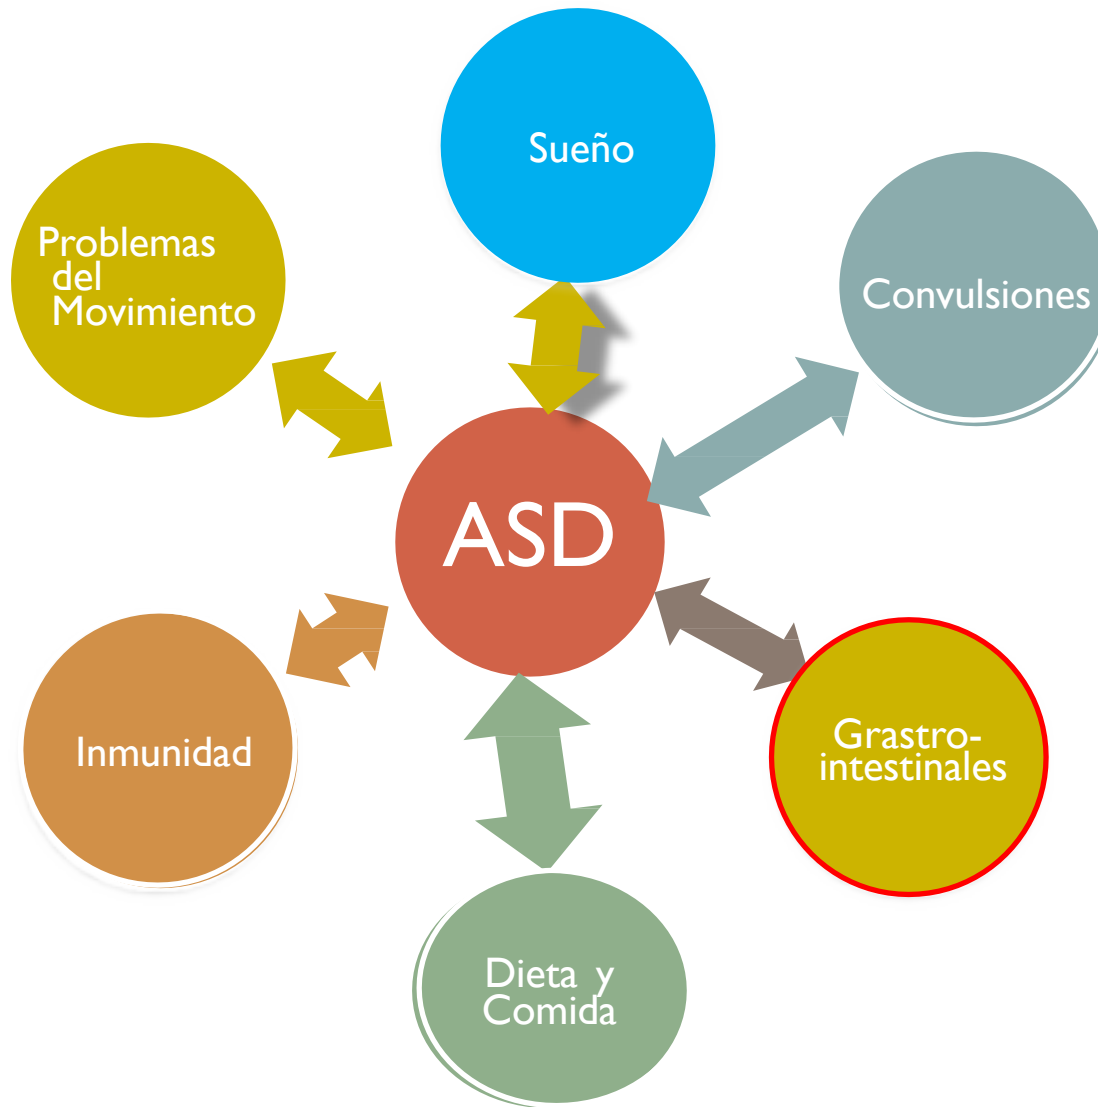 Sueño
Problemas
del
Movimiento
Convulsiones
ASD
Inmunidad
Grastro-
intestinales
Dieta y
Comida